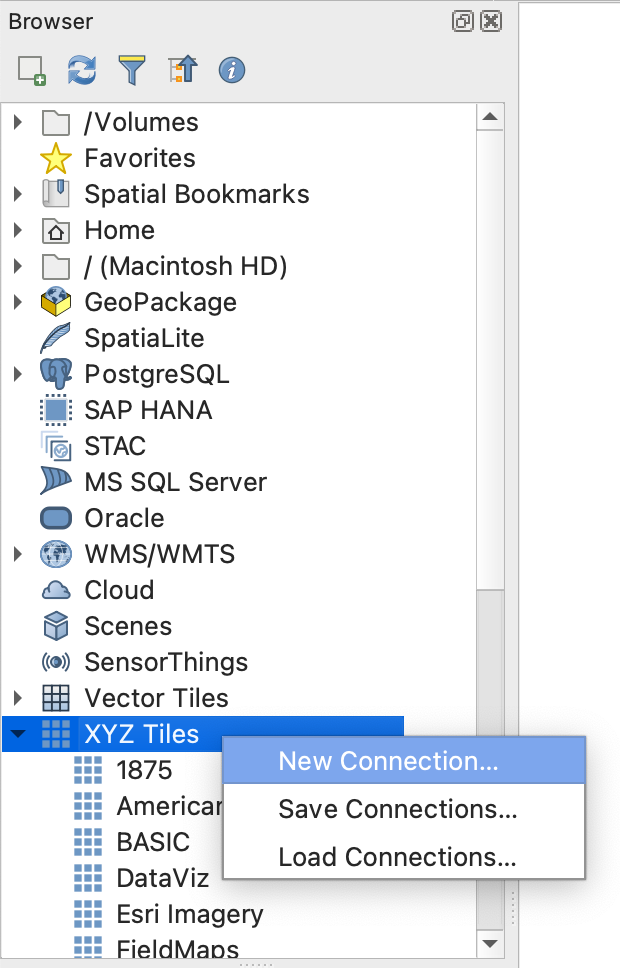 Browser
/Volumes
Favorites
Spatial Bookmarks
Home
/ (Macintosh HD)
GeoPackage
SpatiaLite
PostgreSQL
SAP HANA
STAC
MS SQL Server
Oracle
WMS/WMTS
Cloud
Scenes
SensorThings
Vector Tiles
XYZ Tiles
New Connection...
1875
Save Connections...
American
BASIC
Load Connections...
DataViz
Esri Imagery
FieldMaps